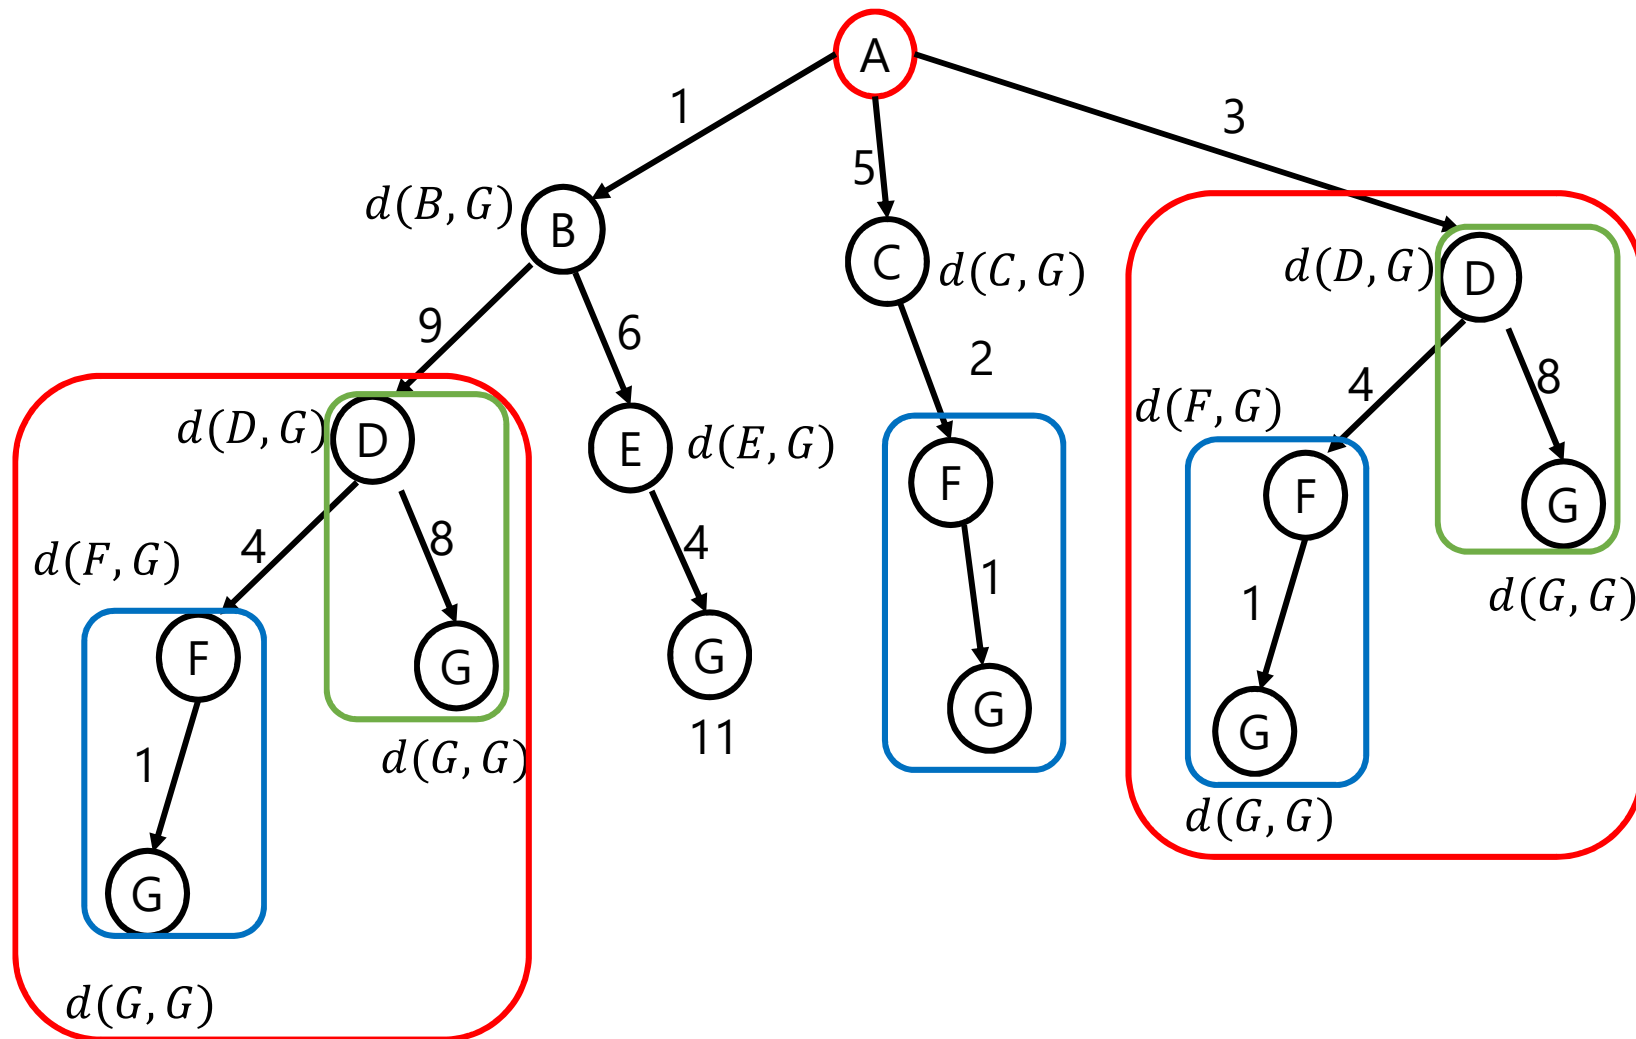 A
1
5
3
d(B, G)
B
C
d(C, G)
d(D, G)
D
9
6
2
4
8
d(D, G)
D
E
d(E, G)
d(F, G)
F
F
G
d(F, G)
4
8
4
1
1
d(G, G)
F
G
G
G
G
1
11
d(G, G)
d(G, G)
G
d(G, G)